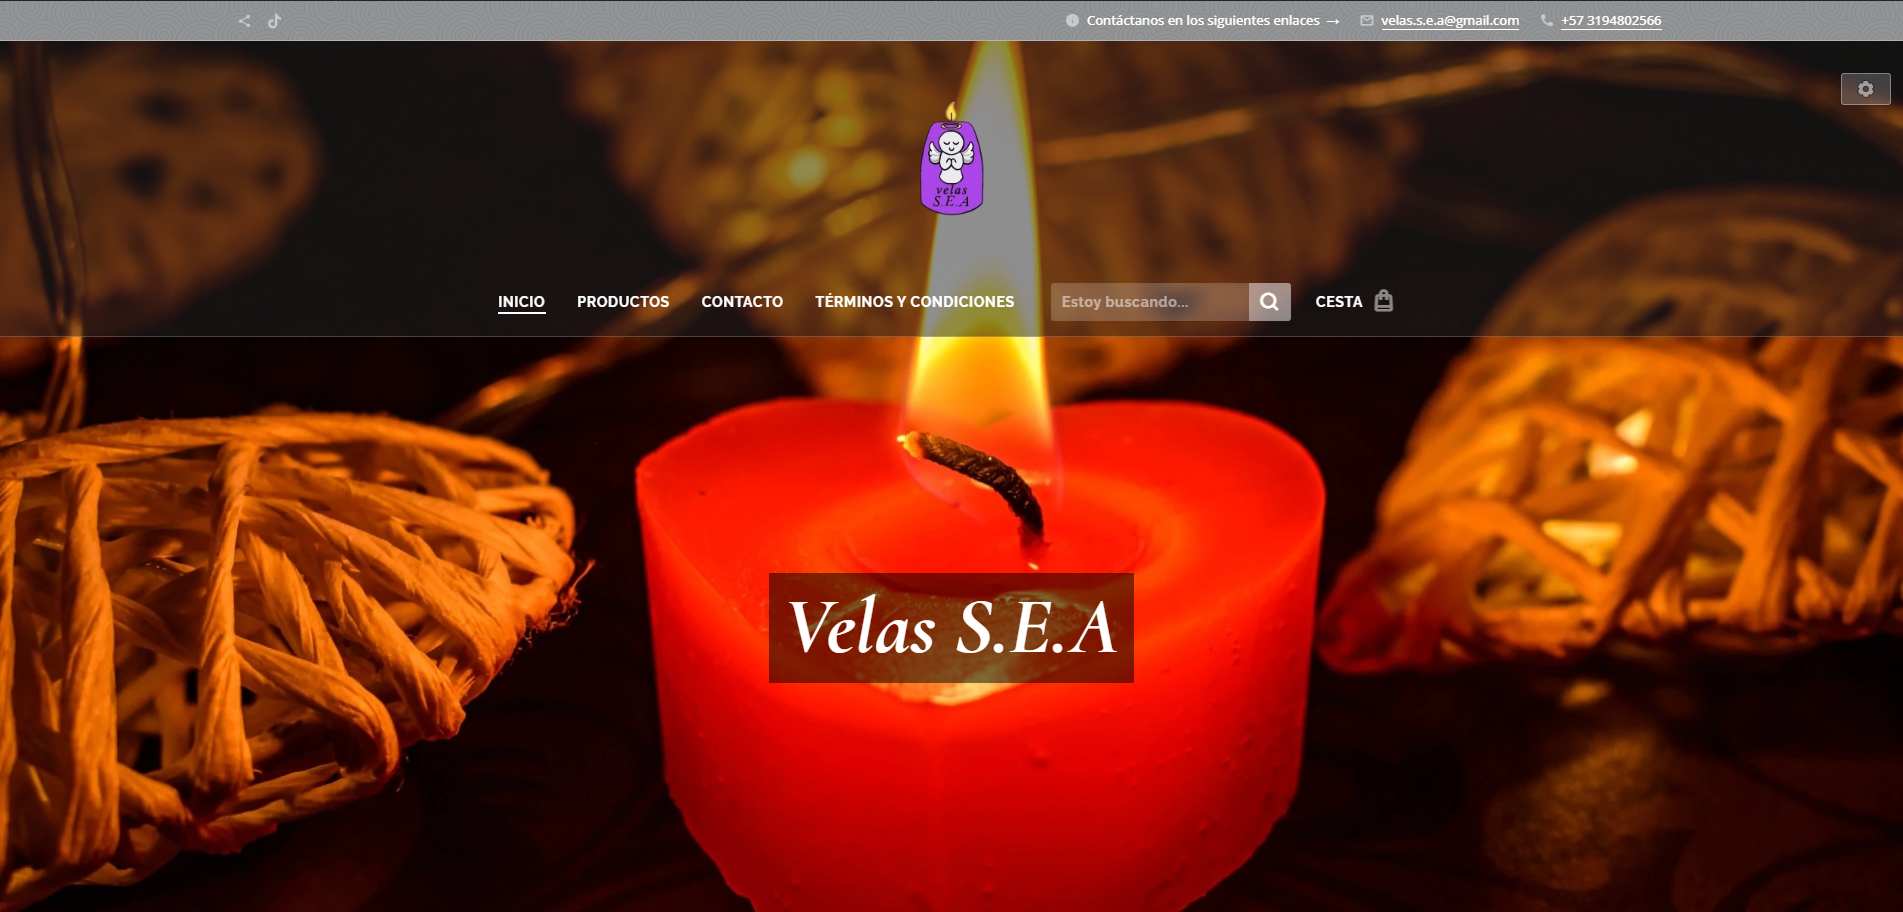 Contáctanos en los siguientes enlaces → velas.s.e.a@gmail.com +57 3194802566
velas
S.E.A
INICIO PRODUCTOS CONTACTO TÉRMINOS Y CONDICIONES Estoy buscando... CESTA
Velas S.E.A